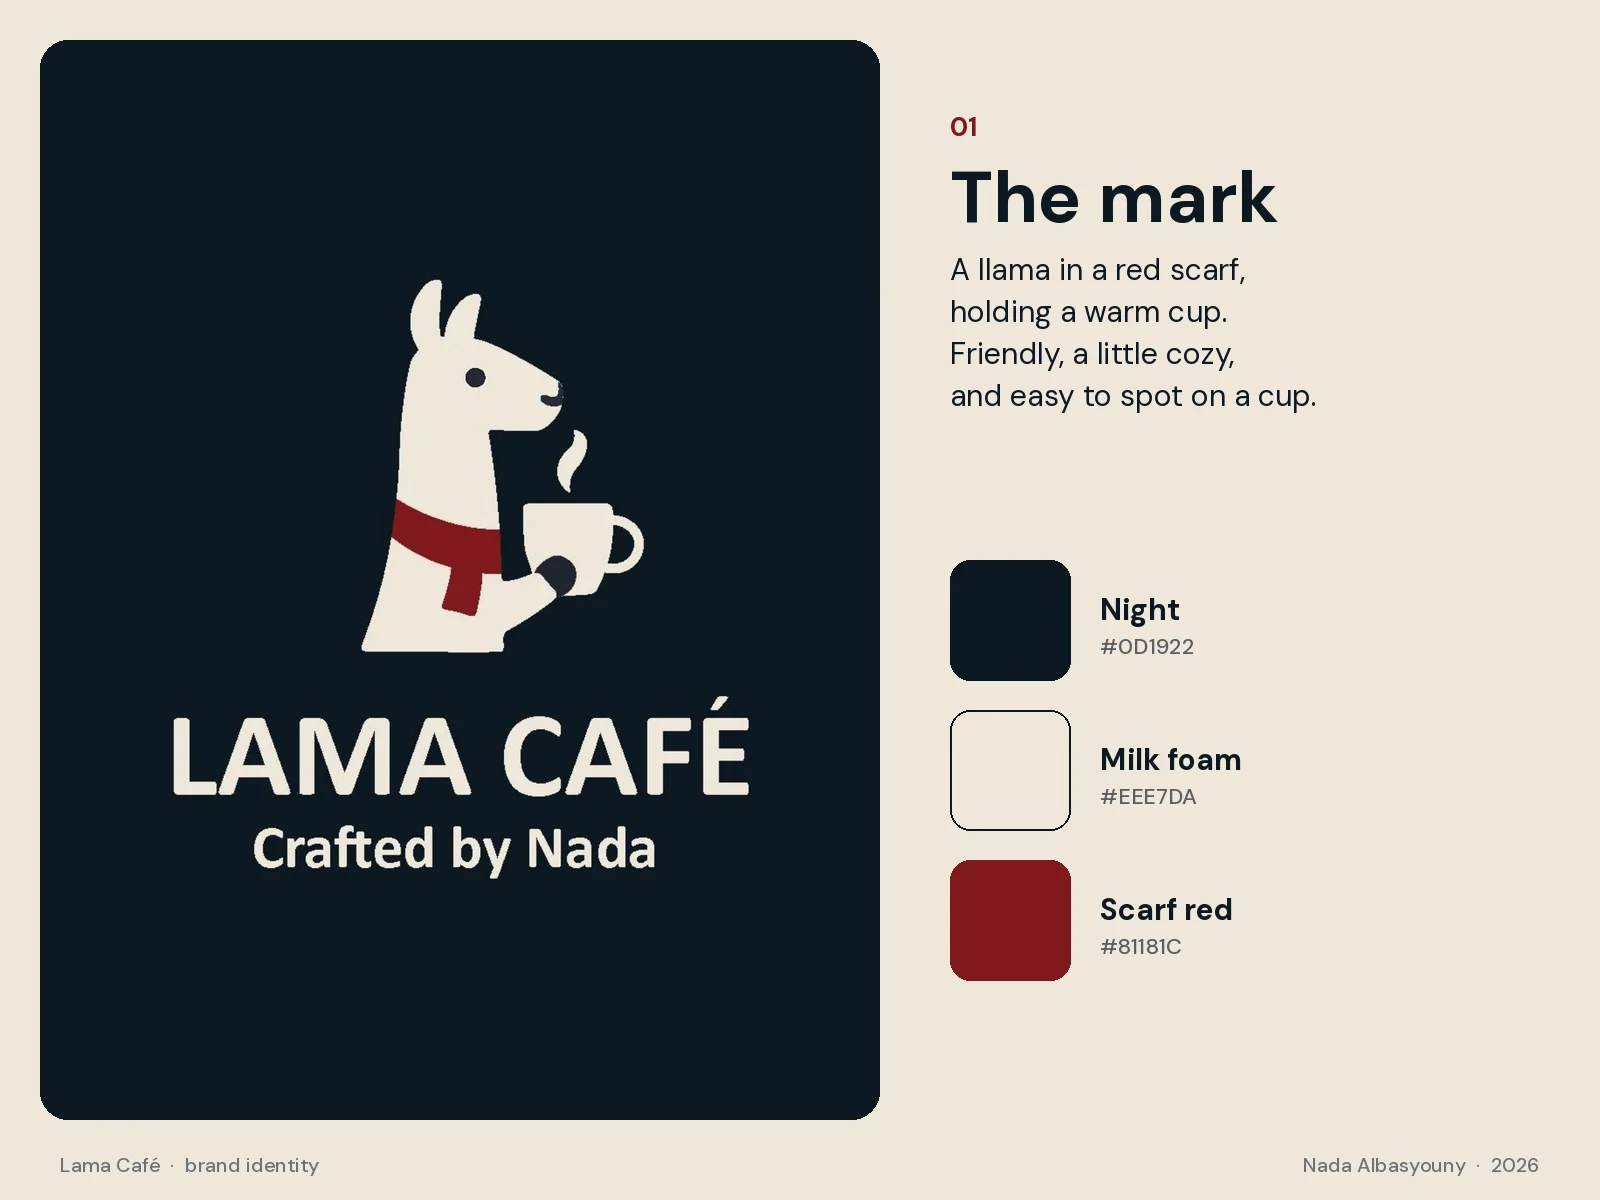 LAMA CAFÉ
Crafted by Nada
01
The mark
A llama in a red scarf,
holding a warm cup.
Friendly, a little cozy,
and easy to spot on a cup.
Night
#0D1922
Milk foam
#EEE7DA
Scarf red
#81181C
Lama Café · brand identity
Nada Albasyouny · 2026